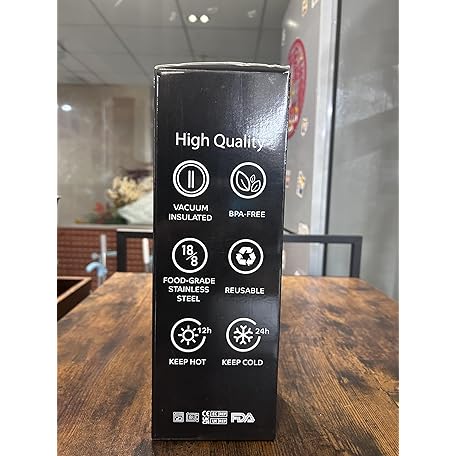 High Quality
VACUUM
INSULATED
BPA-FREE
18/8
FOOD-GRADE
STAINLESS
STEEL
REUSABLE
12h
KEEP HOT
24h
KEEP COLD
FDA